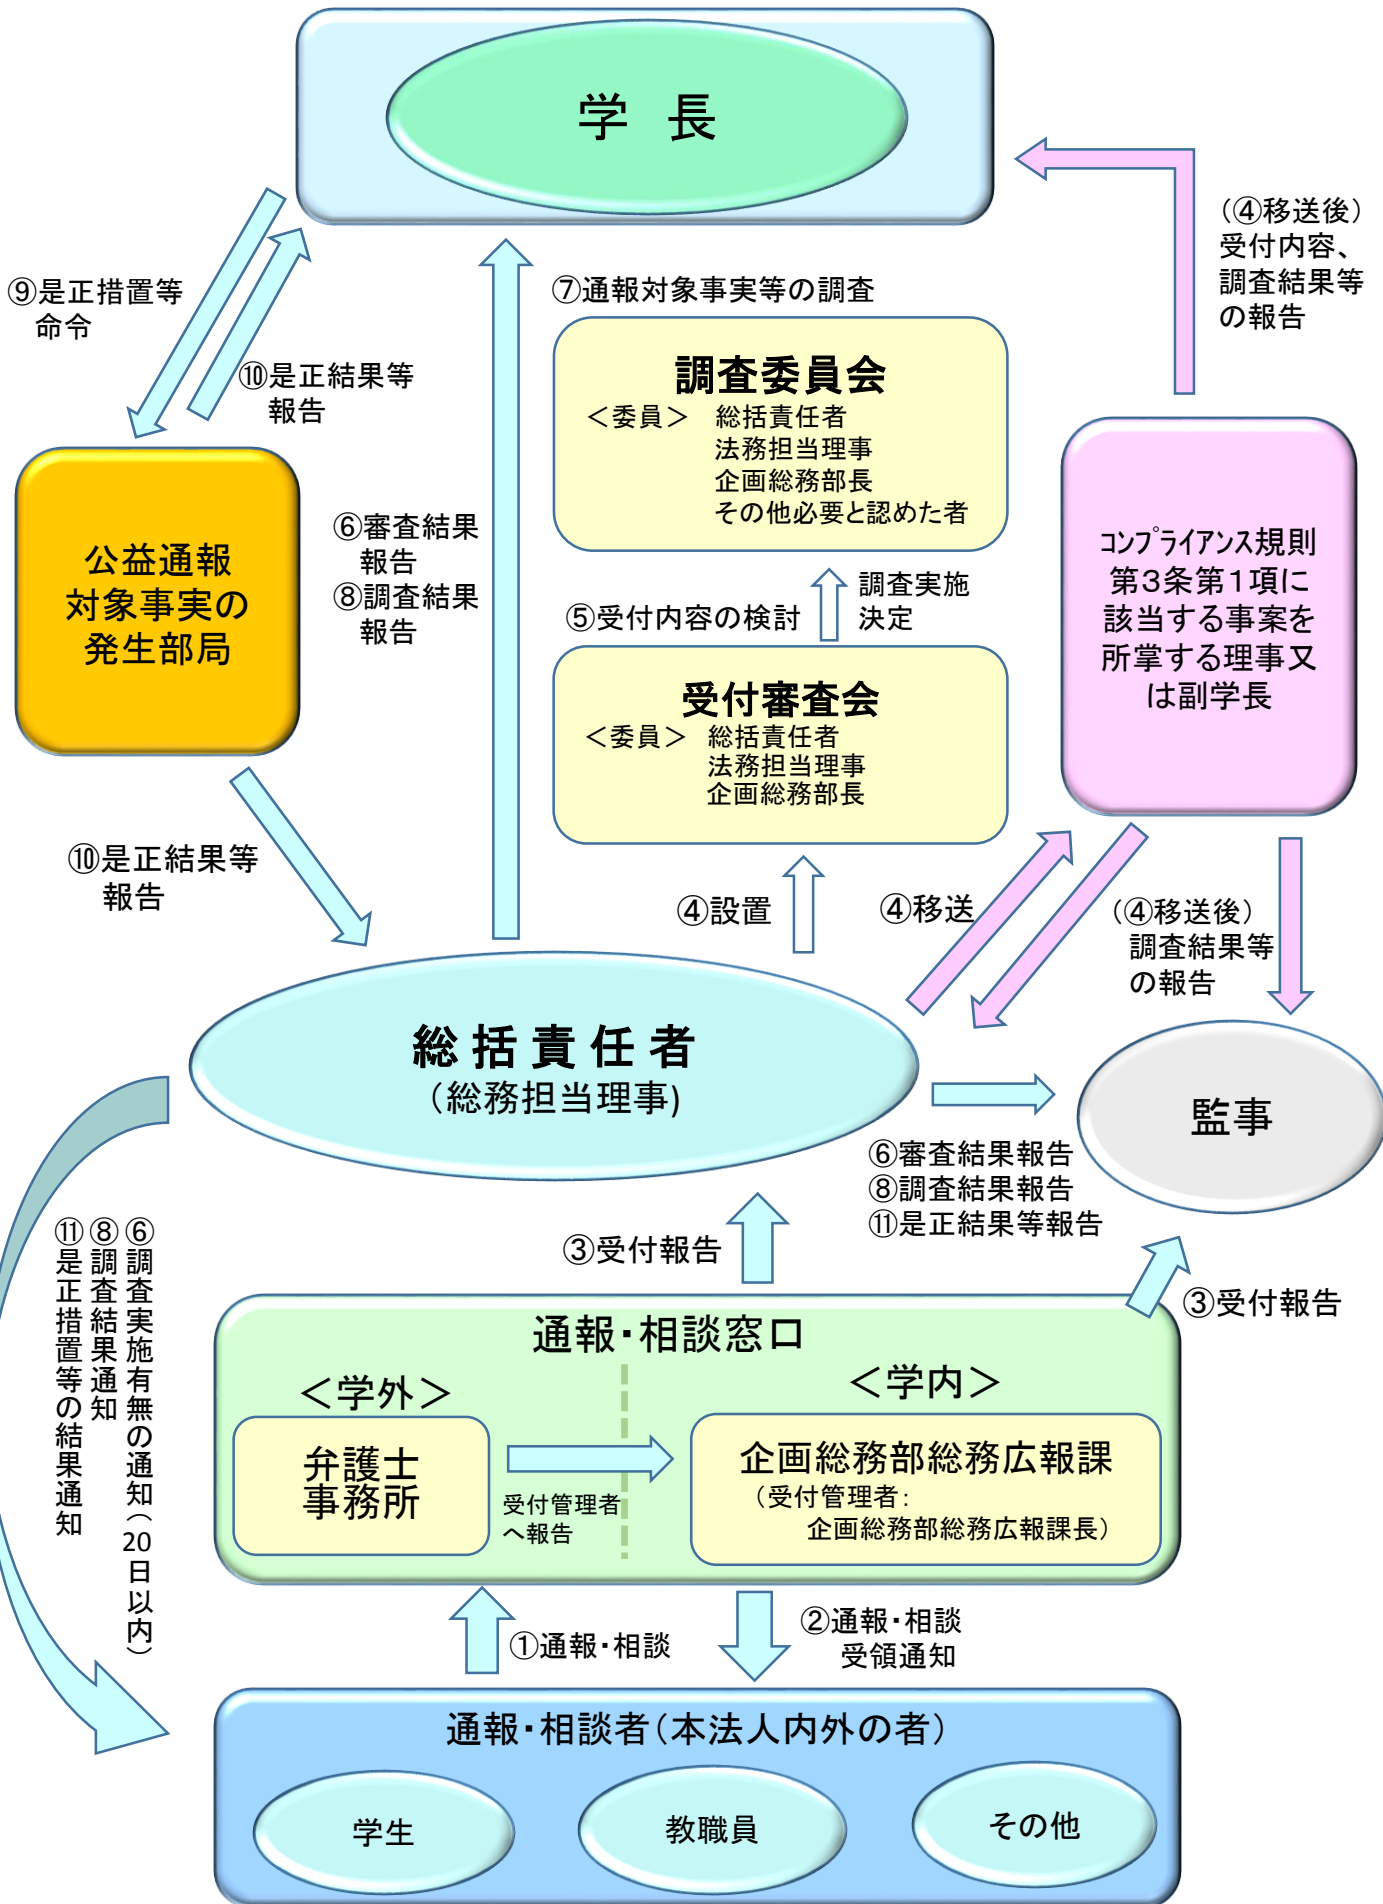 学 長
(④移送後)
受付内容、
調査結果等
の報告
⑨是正措置等
命令
⑩是正結果等
報告
⑦通報対象事実等の調査
調査委員会
＜委員＞ 総括責任者
法務担当理事
企画総務部長
その他必要と認めた者
⑥審査結果
報告
⑧調査結果
報告
公益通報
対象事実の
発生部局
コンプライアンス規則
第3条第1項に
該当する事案を
所掌する理事又
は副学長
⑤受付内容の検討
調査実施
決定
受付審査会
＜委員＞ 総括責任者
法務担当理事
企画総務部長
⑩是正結果等
報告
④設置
④移送
(④移送後)
調査結果等
の報告
総括責任者
(総務担当理事)
監事
⑥審査結果報告
⑧調査結果報告
⑪是正結果等報告
⑥調査実施有無の通知(20日以内)
⑧調査結果通知
⑪是正措置等の結果通知
③受付報告
③受付報告
通報・相談窓口
＜学外＞
＜学内＞
弁護士
事務所
受付管理者
へ報告
企画総務部総務広報課
(受付管理者:
企画総務部総務広報課長)
①通報・相談
②通報・相談
受領通知
通報・相談者(本法人内外の者)
学生
教職員
その他